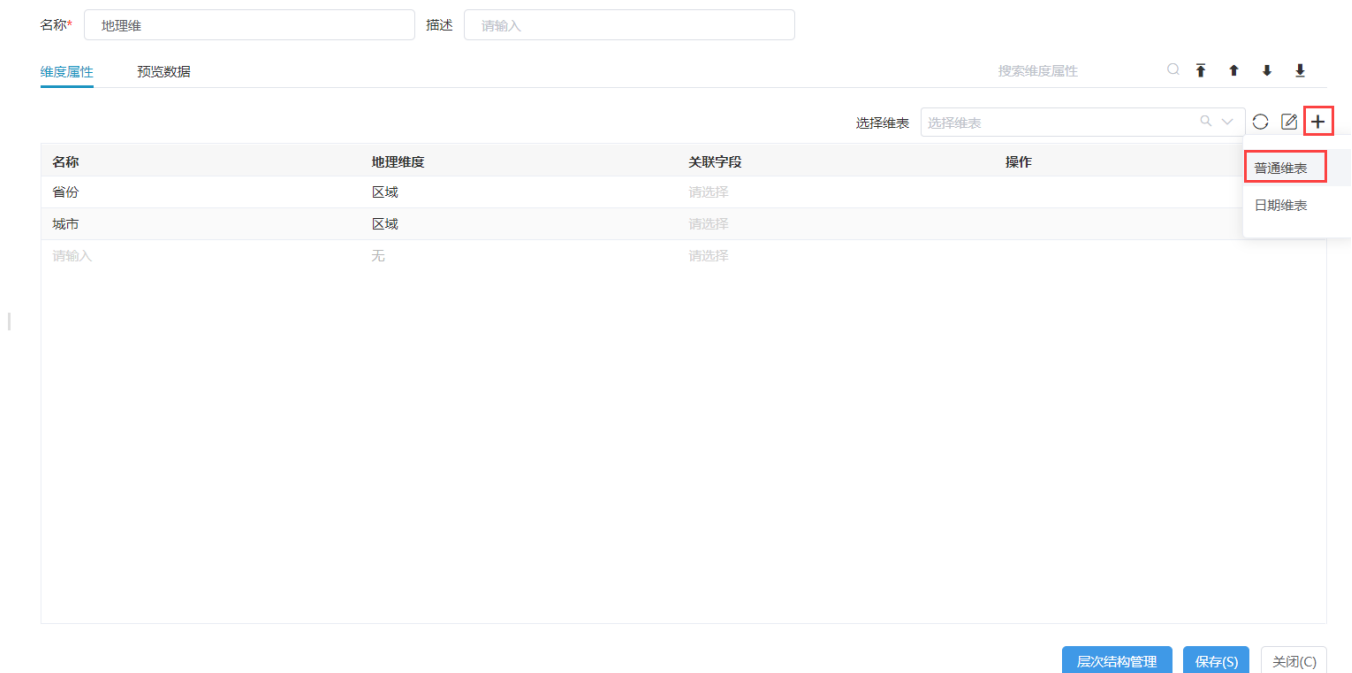 名称* 地理维 描述 请输入
维度属性 预览数据 搜索维度属性
选择维表 选择维表
名称 地理维度 关联字段 操作
普通维表
省份 区域 请选择
日期维表
城市 区域 请选择
请输入 无 请选择
层次结构管理 保存(S) 关闭(C)